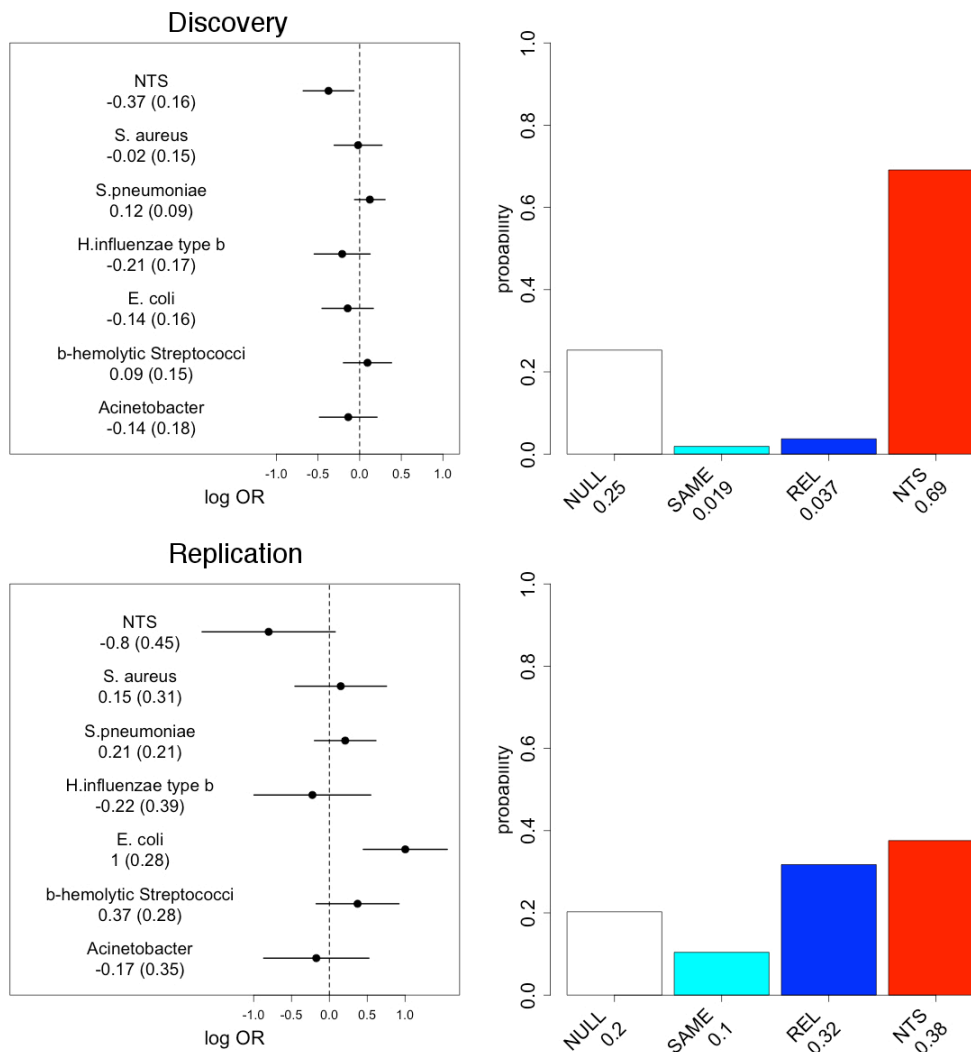 Discovery
NTS
-0.37 (0.16)
S. aureus
-0.02 (0.15)
S.pneumoniae
0.12 (0.09)
H.influenzae type b
-0.21 (0.17)
E. coli
-0.14 (0.16)
b-hemolytic Streptococci
0.09 (0.15)
Acinetobacter
-0.14 (0.18)
-1.0 -0.5 0.0 0.5 1.0
log OR
probability
1.0
0.8
0.6
0.4
0.2
0.0
NULL
0.25
SAME
0.019
REL
0.037
NTS
0.69
Replication
NTS
-0.8 (0.45)
S. aureus
0.15 (0.31)
S.pneumoniae
0.21 (0.21)
H.influenzae type b
-0.22 (0.39)
E. coli
1 (0.28)
b-hemolytic Streptococci
0.37 (0.28)
Acinetobacter
-0.17 (0.35)
-1.0 -0.5 0.0 0.5 1.0
log OR
probability
1.0
0.8
0.6
0.4
0.2
0.0
NULL
0.2
SAME
0.1
REL
0.32
NTS
0.38